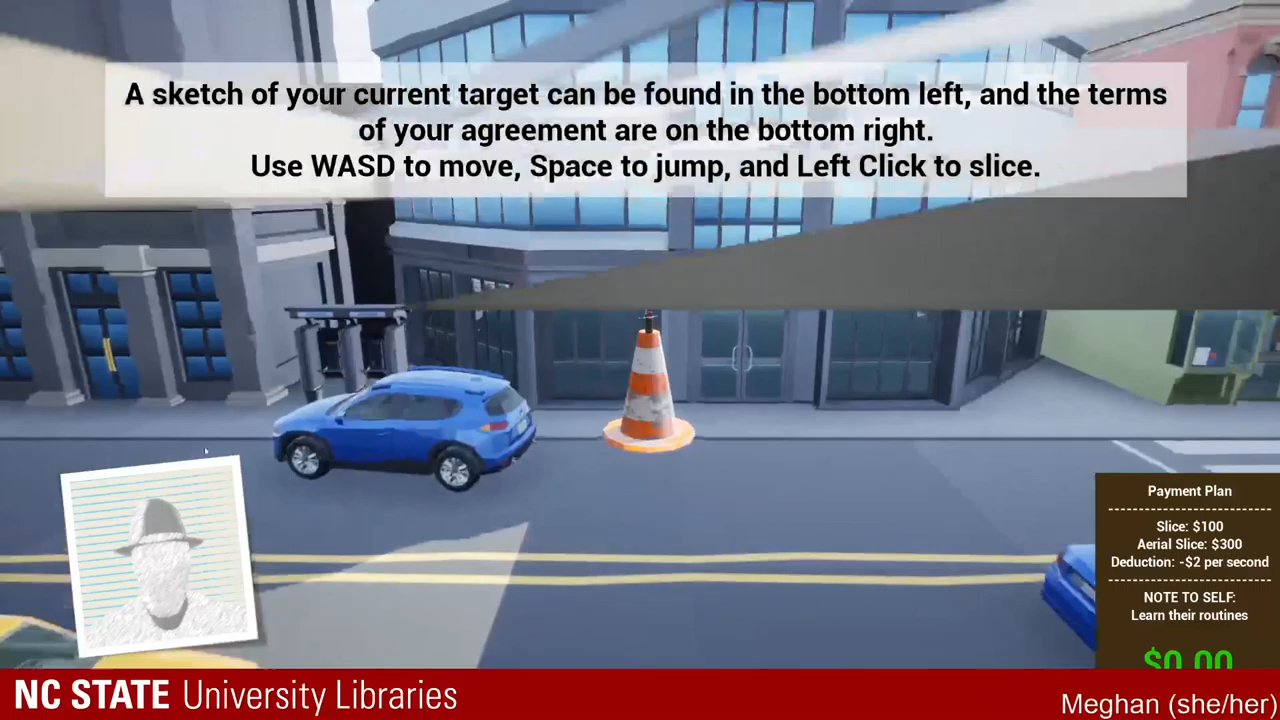 A sketch of your current target can be found in the bottom left, and the terms
of your agreement are on the bottom right.
Use WASD to move, Space to jump, and Left Click to slice.
Payment Plan
Slice: $100
Aerial Slice: $300
Deduction: -$2 per second
NOTE TO SELF:
Learn their routines
$0.00
NC STATE University Libraries
Meghan (she/her)